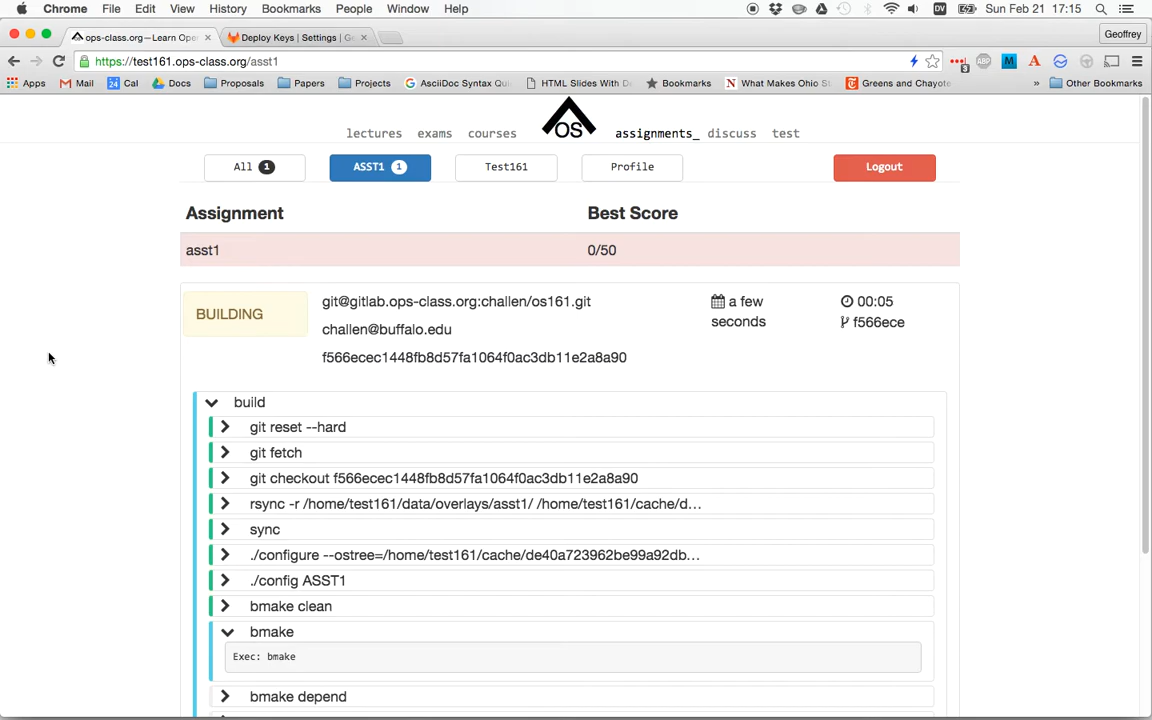 Chrome File Edit View History Bookmarks People Window Help DV Sun Feb 21 17:15
ops-class.org — Learn Ope Deploy Keys | Settings | G Geoffrey
https://test161.ops-class.org/asst1 3 ABP M A
Apps Mail 24 Cal Docs Proposals Papers Projects AsciiDoc Syntax Qui HTML Slides With De Bookmarks N What Makes Ohio St Greens and Chayote » Other Bookmarks
lectures exams courses OS assignments_ discuss test
All 1 ASST1 1 Test161 Profile Logout
Assignment Best Score
asst1 0/50
BUILDING git@gitlab.ops-class.org:challen/os161.git a few 00:05
seconds f566ece
challen@buffalo.edu
f566ecec1448fb8d57fa1064f0ac3db11e2a8a90
build
git reset --hard
git fetch
git checkout f566ecec1448fb8d57fa1064f0ac3db11e2a8a90
rsync -r /home/test161/data/overlays/asst1/ /home/test161/cache/d...
sync
./configure --ostree=/home/test161/cache/de40a723962be99a92db...
./config ASST1
bmake clean
bmake
Exec: bmake
bmake depend